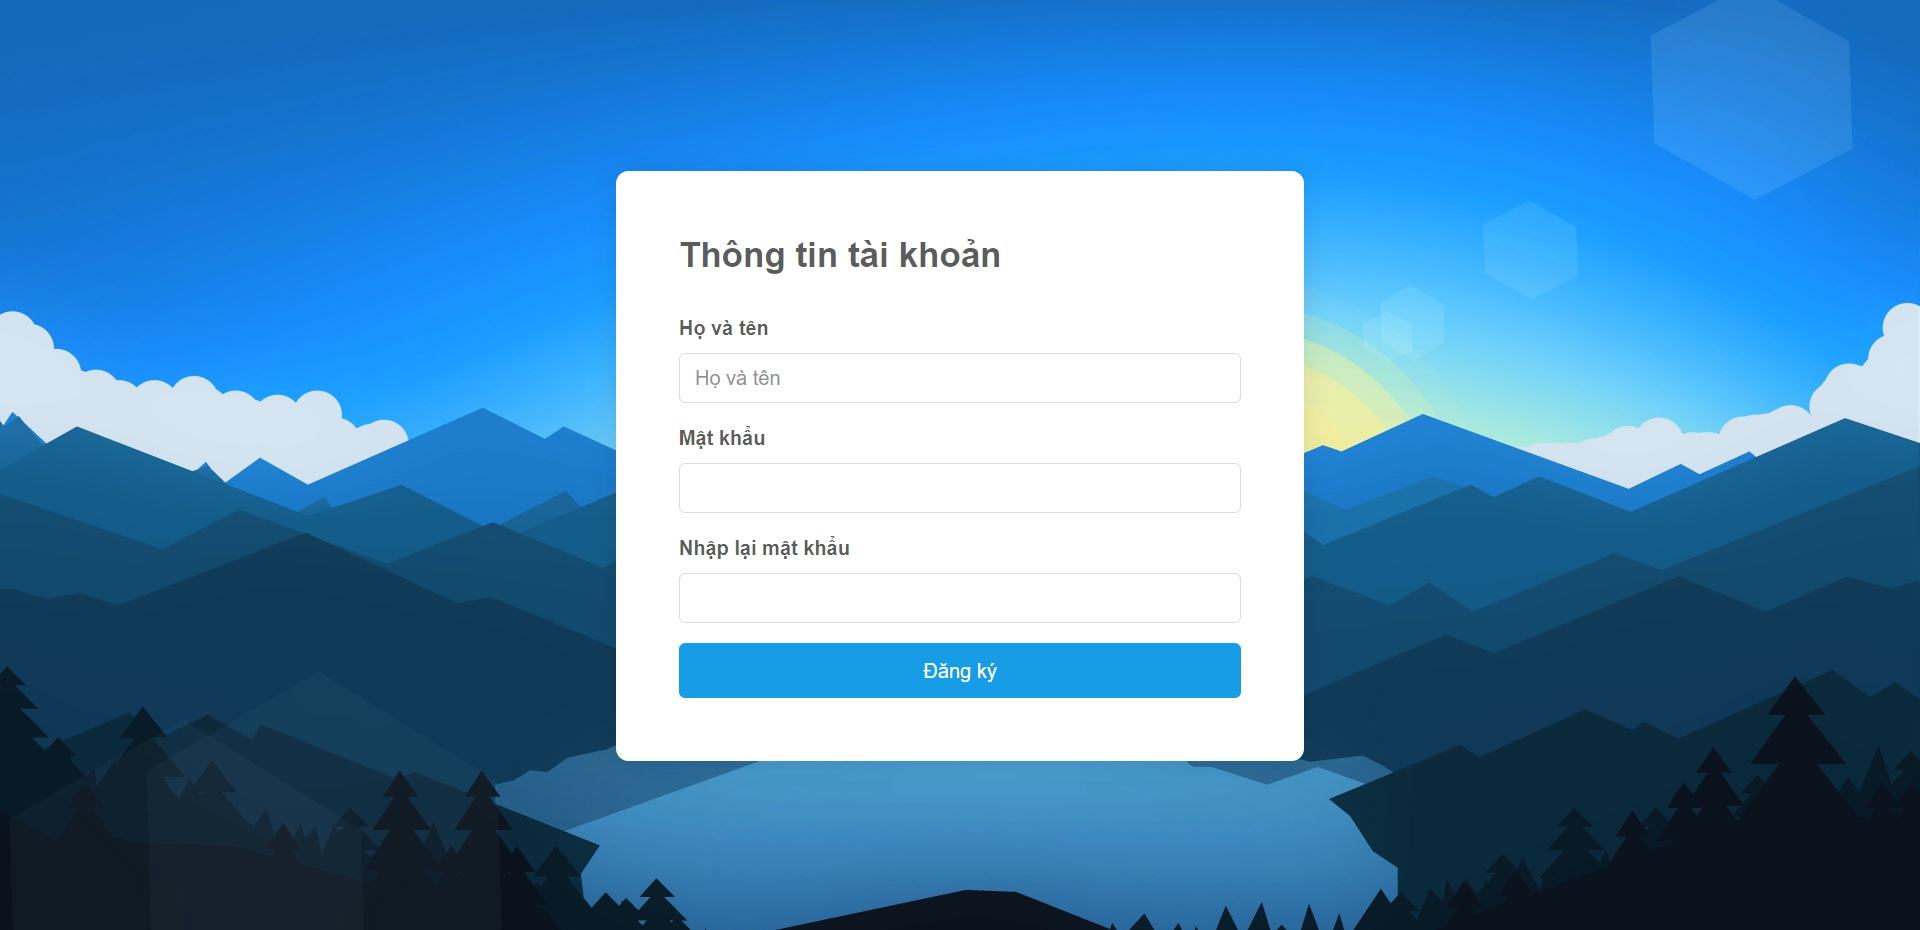 Thông tin tài khoản
Họ và tên
Họ và tên
Mật khẩu
Nhập lại mật khẩu
Đăng ký